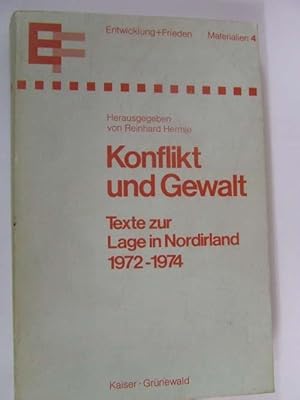 EF
Entwicklung+Frieden Materialien 4
Herausgegeben
von Reinhard Hermle
Konflikt
und Gewalt
Texte zur
Lage in Nordirland
1972-1974
Kaiser·Grünewald